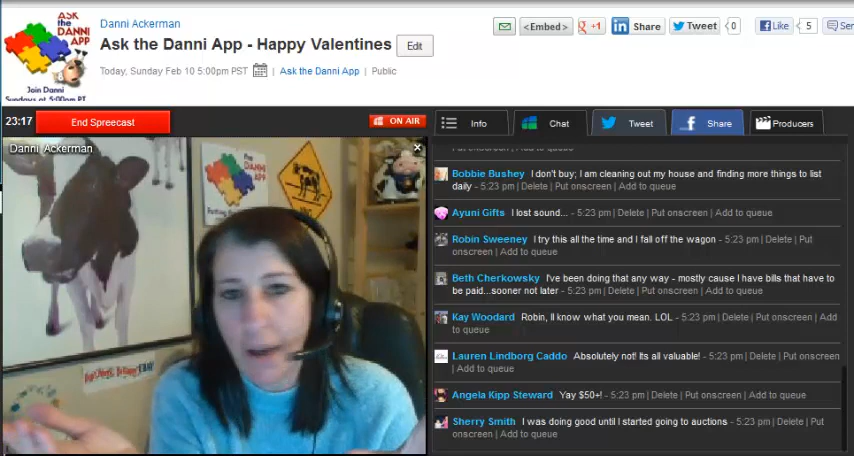 ASK
the
DANNI
APP
Join Danni
Sundays at 5:00pm PT
Danni Ackerman
Ask the Danni App - Happy Valentines
Edit
Today, Sunday Feb 10 5:00pm PST | Ask the Danni App | Public
<Embed>
g +1
in Share
Tweet
0
Like
5
23:17
End Spreecast
ON AIR
Info
Chat
Tweet
Share
Producers
Danni Ackerman
DANNI
APP
Bobbie Bushey I don't buy; I am cleaning out my house and finding more things to list
daily - 5:23 pm | Delete | Put onscreen | Add to queue
Ayuni Gifts I lost sound... - 5:23 pm | Delete | Put onscreen | Add to queue
Robin Sweeney I try this all the time and I fall off the wagon - 5:23 pm | Delete | Put
onscreen | Add to queue
Beth Cherkowsky I've been doing that any way - mostly cause I have bills that have to
be paid...sooner not later - 5:23 pm | Delete | Put onscreen | Add to queue
Kay Woodard Robin, II know what you mean. LOL - 5:23 pm | Delete | Put onscreen | Add
to queue
Lauren Lindborg Caddo Absolutely not! Its all valuable! - 5:23 pm | Delete | Put onscreen
| Add to queue
Angela Kipp Steward Yay $50+! - 5:23 pm | Delete | Put onscreen | Add to queue
Sherry Smith I was doing good until I started going to auctions - 5:23 pm | Delete | Put
onscreen | Add to queue